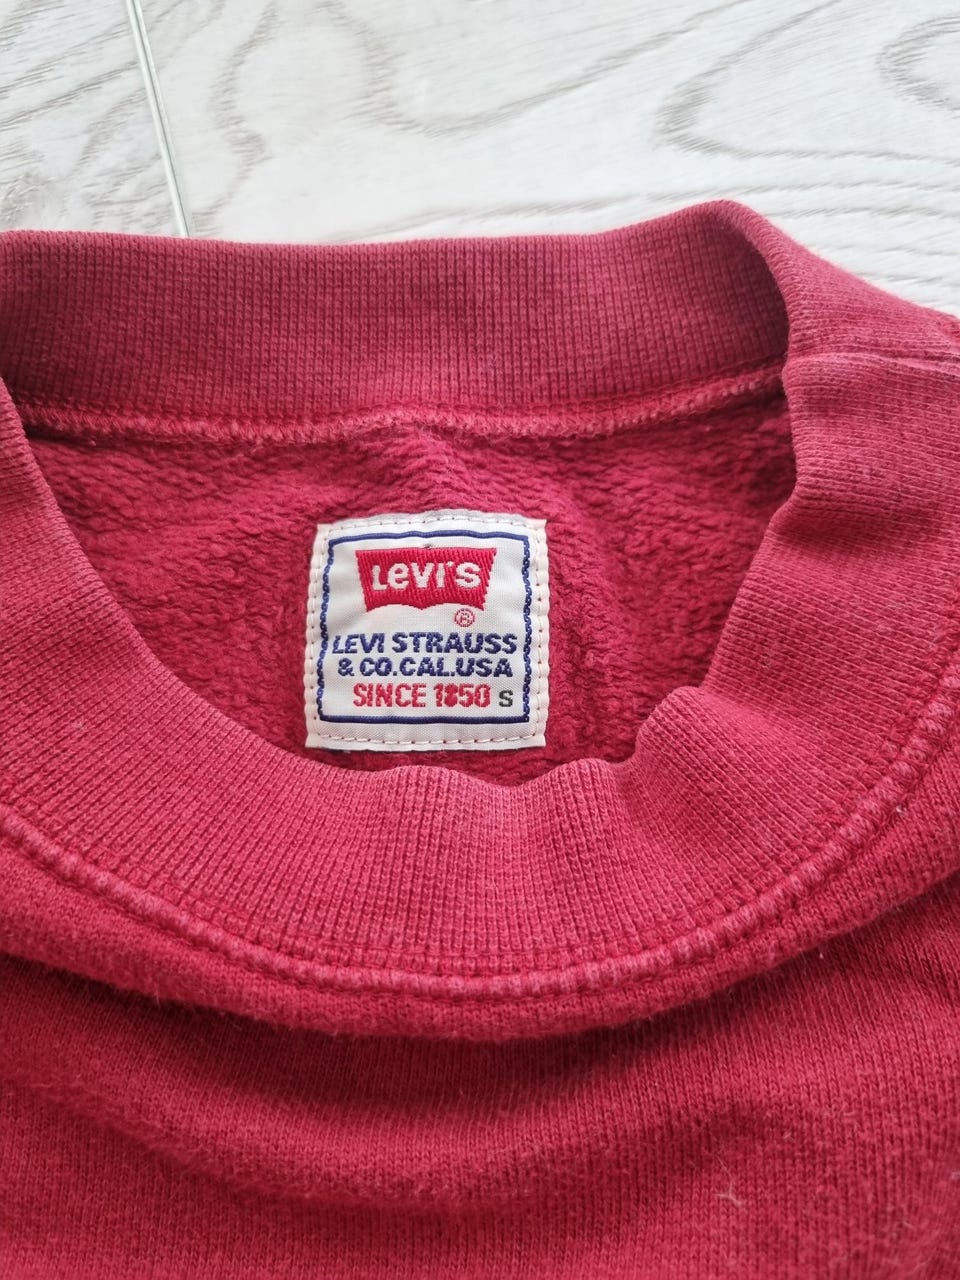 Levi's
®
LEVI STRAUSS
& CO.CAL.USA
SINCE 1850 S